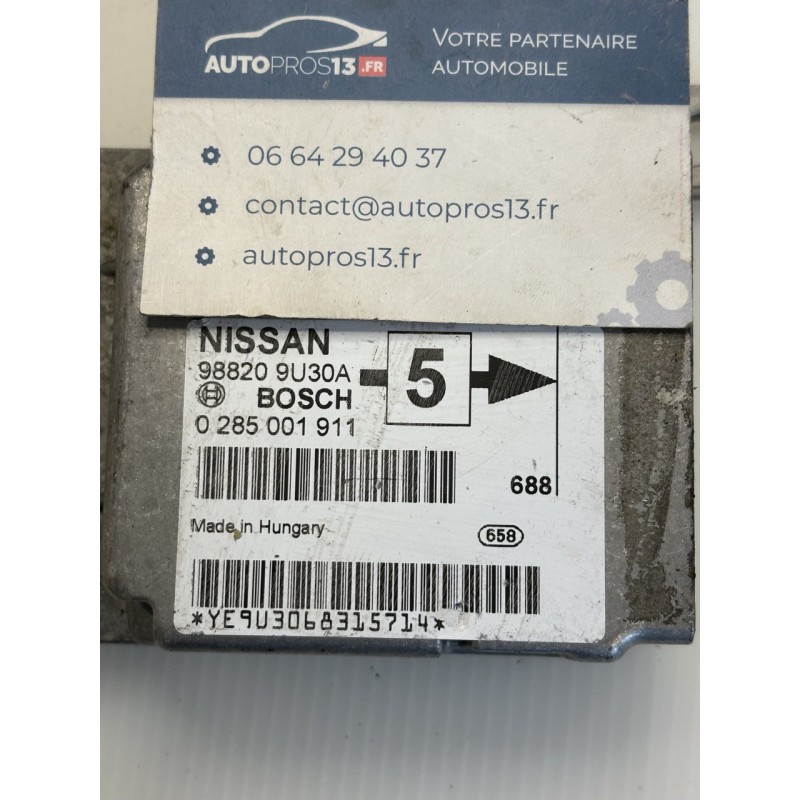 AUTOPROS13.FR
VOTRE PARTENAIRE
AUTOMOBILE
06 64 29 40 37
contact@autopros13.fr
autopros13.fr
NISSAN
98820 9U30A
5
BOSCH
0 285 001 911
688
Made in Hungary
658
*YE9U3068315714*